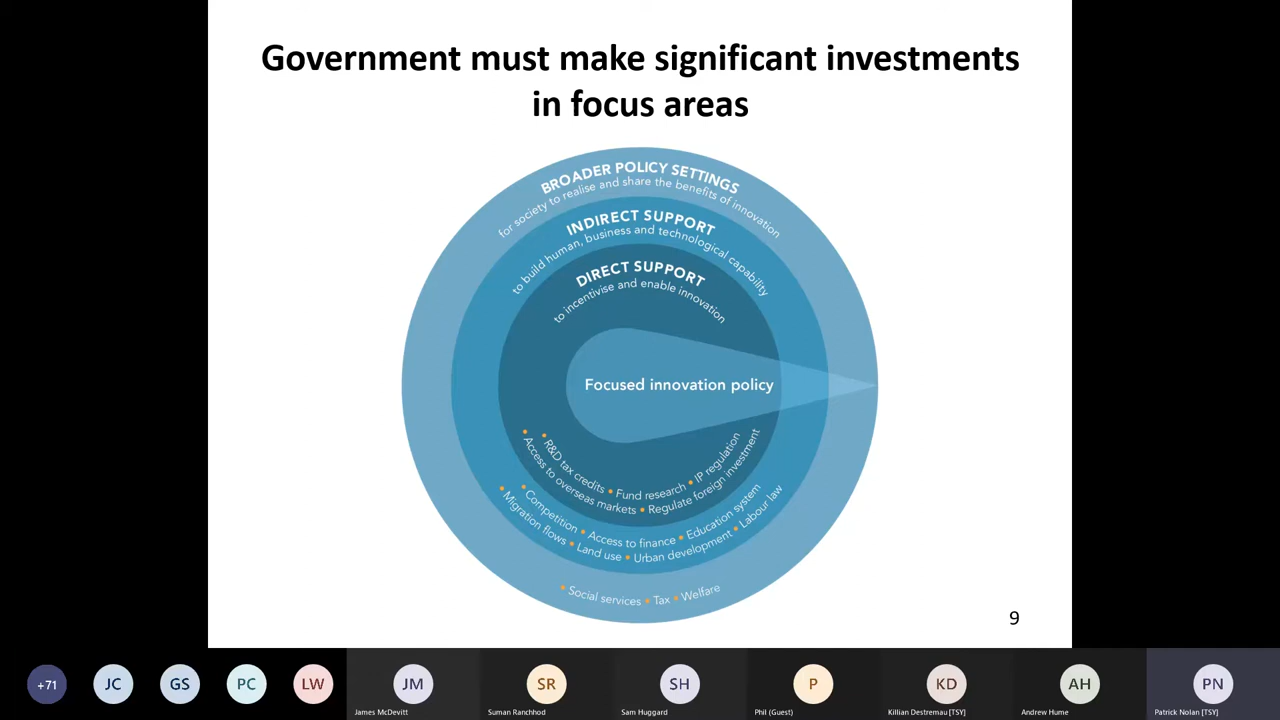 Government must make significant investments
in focus areas
BROADER POLICY SETTINGS
for society to realise and share the benefits of innovation
INDIRECT SUPPORT
to build human, business and technological capability
DIRECT SUPPORT
to incentivise and enable innovation
Focused innovation policy
• R&D tax credits • Fund research • IP regulation
• Access to overseas markets • Regulate foreign investment
• Competition • Access to finance • Education system
• Migration flows • Land use • Urban development • Labour law
• Social services • Tax • Welfare
9
+71
JC
GS
PC
LW
JM
SR
SH
P
KD
AH
PN
James McDevitt
Suman Ranchhod
Sam Huggard
Phil (Guest)
Killian Destremau [TSY]
Andrew Hume
Patrick Nolan [TSY]